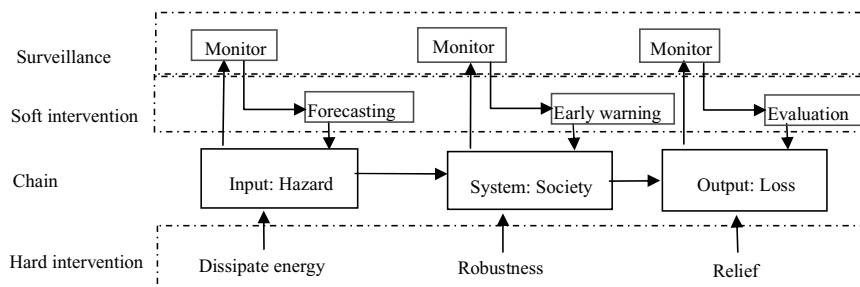 Surveillance
Monitor
Monitor
Monitor
Soft intervention
Forecasting
Early warning
Evaluation
Chain
Input: Hazard
System: Society
Output: Loss
Hard intervention
Dissipate energy
Robustness
Relief